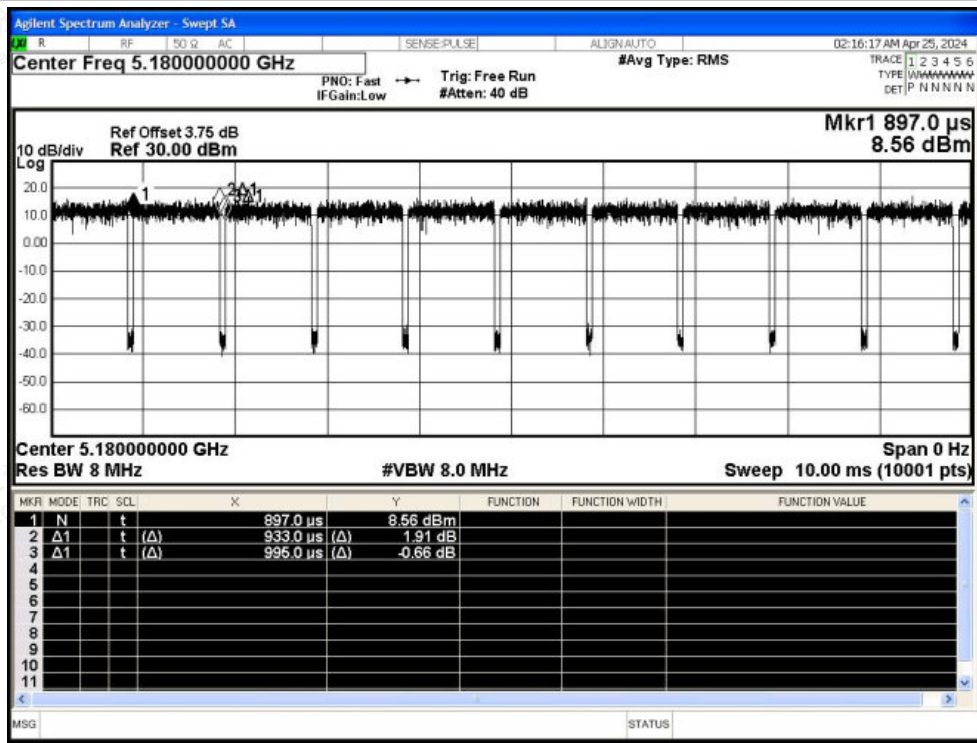 Agilent Spectrum Analyzer - Swept SA
LXI R RF 50 Ω AC SENSE:PULSE ALIGNAUTO 02:16:17 AM Apr 25, 2024
Center Freq 5.180000000 GHz
#Avg Type: RMS
TRACE 1 2 3 4 5 6
PNO: Fast Trig: Free Run
TYPE WWWWWW
IFGain:Low #Atten: 40 dB
DET P N N N N N
Mkr1 897.0 µs
Ref Offset 3.75 dB
10 dB/div Ref 30.00 dBm 8.56 dBm
Log
20.0
1
10.0
0.00
-10.0
-20.0
-30.0
-40.0
-50.0
-60.0
Center 5.180000000 GHz Span 0 Hz
Res BW 8 MHz #VBW 8.0 MHz Sweep 10.00 ms (10001 pts)
MKR MODE TRC SCL X Y FUNCTION FUNCTION WIDTH FUNCTION VALUE
1 N t 897.0 µs 8.56 dBm
2 Δ1 t (Δ) 933.0 µs (Δ) 1.91 dB
3 Δ1 t (Δ) 995.0 µs (Δ) -0.66 dB
4
5
6
7
8
9
10
11
MSG STATUS